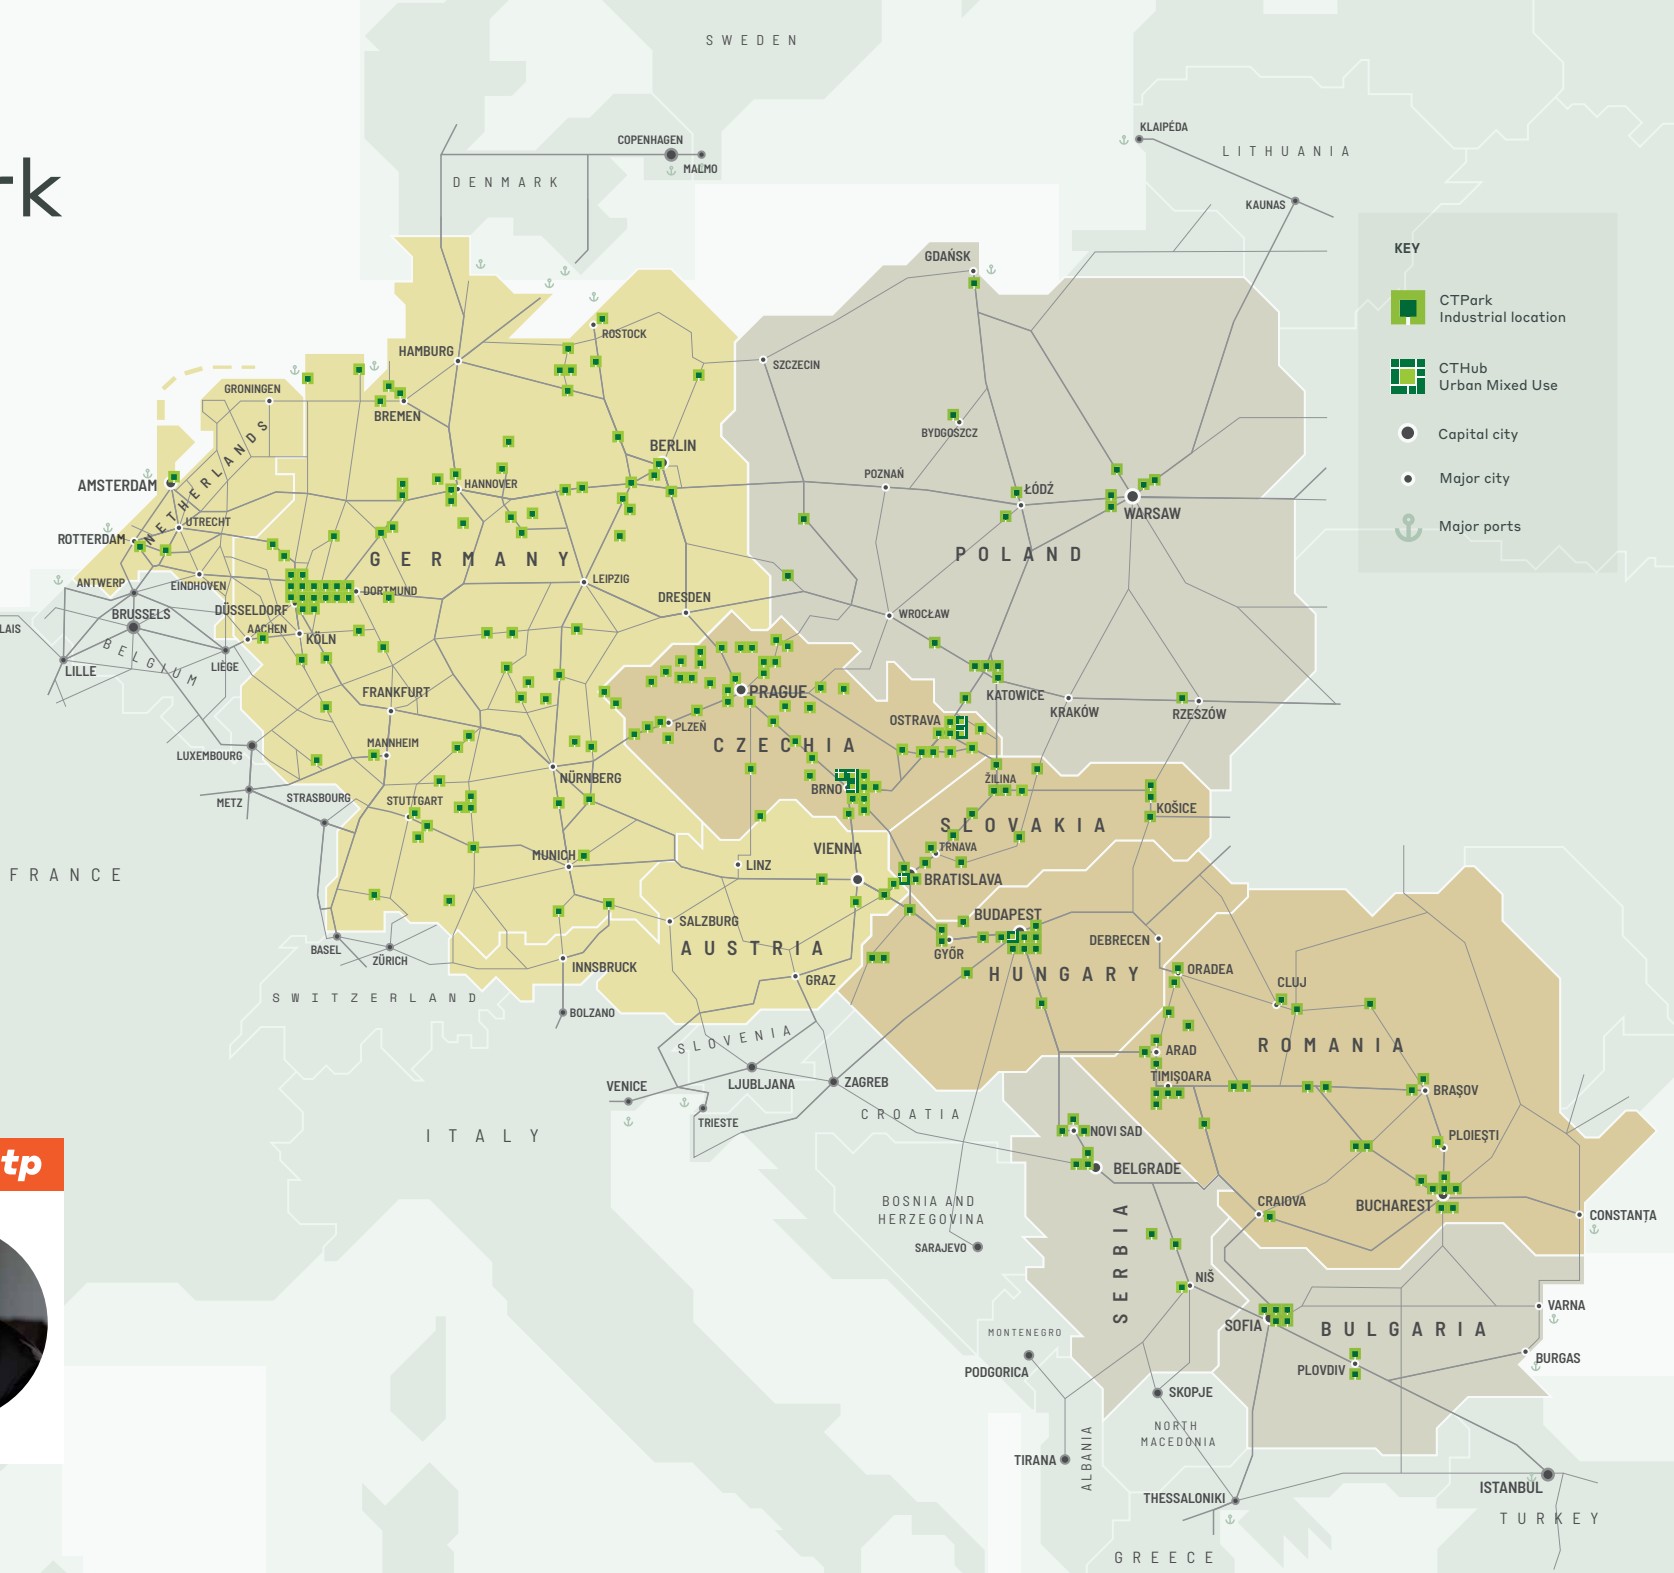 rk
SWEDEN
COPENHAGEN
MALMO
DENMARK
KLAIPÉDA
LITHUANIA
KAUNAS
KEY
CTPark
Industrial location
CTHub
Urban Mixed Use
Capital city
Major city
Major ports
GDAŃSK
ROSTOCK
HAMBURG
SZCZECIN
GRONINGEN
BREMEN
BYDGOSZCZ
BERLIN
NETHERLANDS
AMSTERDAM
HANNOVER
POZNAŃ
ŁÓDŹ
WARSAW
UTRECHT
ROTTERDAM
GERMANY
POLAND
ANTWERP
EINDHOVEN
DORTMUND
LEIPZIG
DRESDEN
WROCŁAW
BRUSSELS
DÜSSELDORF
LAIS
AACHEN
KÖLN
BELGIUM
LILLE
LIÈGE
FRANKFURT
PRAGUE
KATOWICE
KRAKÓW
RZESZÓW
PLZEŇ
OSTRAVA
CZECHIA
LUXEMBOURG
MANNHEIM
NÜRNBERG
BRNO
ŽILINA
METZ
STRASBOURG
STUTTGART
KOŠICE
SLOVAKIA
TRNAVA
MUNICH
LINZ
VIENNA
BRATISLAVA
FRANCE
SALZBURG
AUSTRIA
BUDAPEST
DEBRECEN
BASEL
ZÜRICH
INNSBRUCK
GYÖR
HUNGARY
ORADEA
CLUJ
GRAZ
SWITZERLAND
BOLZANO
SLOVENIA
ROMANIA
ARAD
TIMIŞOARA
VENICE
LJUBLJANA
ZAGREB
BRAŞOV
TRIESTE
CROATIA
ITALY
NOVI SAD
PLOIEŞTI
tp
BELGRADE
BOSNIA AND
HERZEGOVINA
SARAJEVO
SERBIA
CRAIOVA
BUCHAREST
CONSTANȚA
NIŠ
VARNA
SOFIA
BULGARIA
MONTENEGRO
PODGORICA
PLOVDIV
BURGAS
SKOPJE
NORTH
MACEDONIA
ALBANIA
TIRANA
THESSALONIKI
ISTANBUL
TURKEY
GREECE